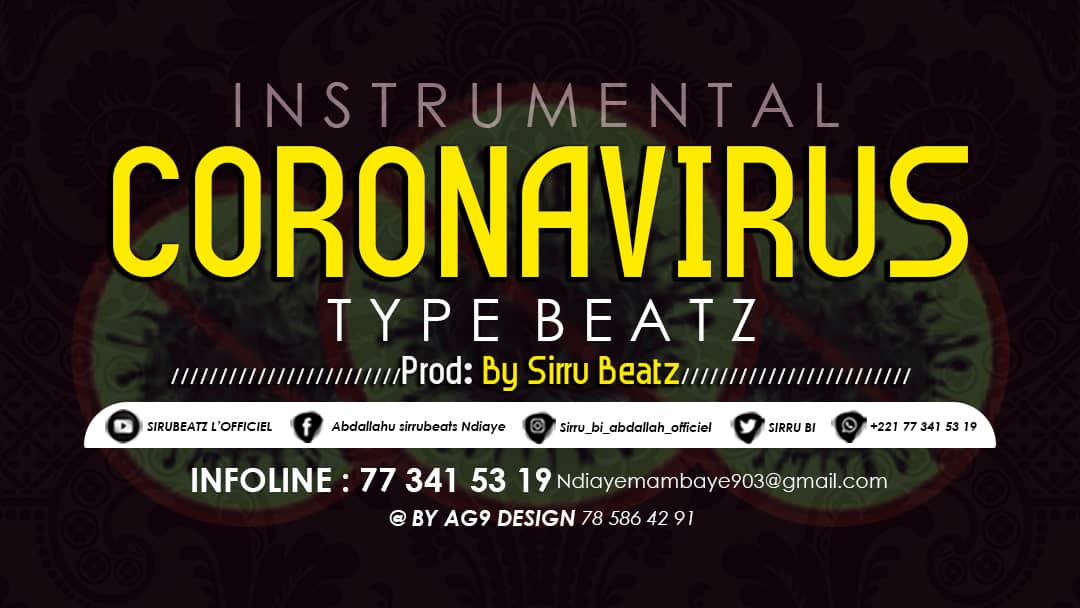 INSTRUMENTAL
CORONAVIRUS
TYPE BEATZ
////////////////////////Prod: By Sirru Beatz////////////////////////
SIRUBEATZ L'OFFICIEL Abdallahu sirrubeats Ndiaye Sirru_bi_abdallah_officiel SIRRU BI +221 77 341 53 19
INFOLINE : 77 341 53 19 Ndiayemambaye903@gmail.com
@ BY AG9 DESIGN 78 586 42 91